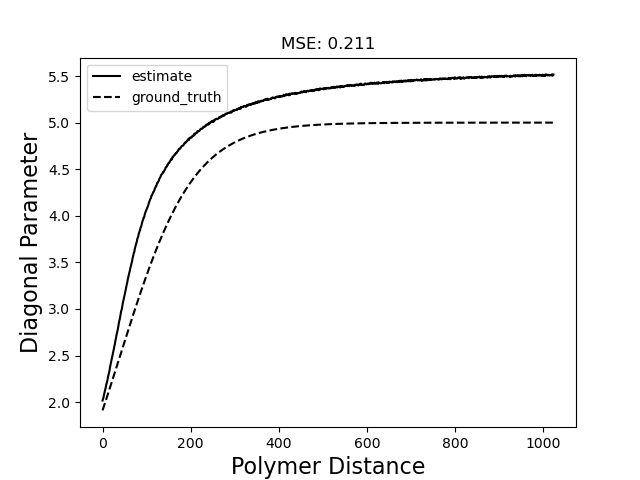 MSE: 0.211
estimate
ground_truth
5.5
5.0
4.5
4.0
3.5
3.0
2.5
2.0
Diagonal Parameter
0 200 400 600 800 1000
Polymer Distance